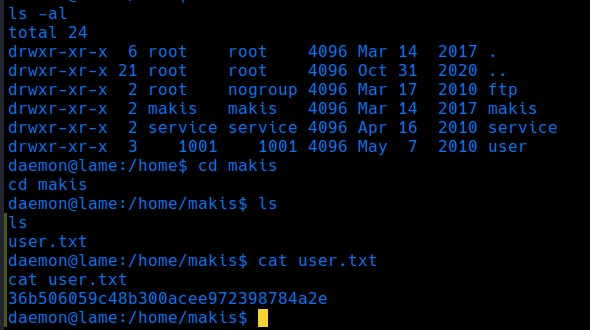 ls -al
total 24
drwxr-xr-x  6 root    root    4096 Mar 14  2017 .
drwxr-xr-x 21 root    root    4096 Oct 31  2020 ..
drwxr-xr-x  2 root    nogroup 4096 Mar 17  2010 ftp
drwxr-xr-x  2 makis   makis   4096 Mar 14  2017 makis
drwxr-xr-x  2 service service 4096 Apr 16  2010 service
drwxr-xr-x  3    1001    1001 4096 May  7  2010 user
daemon@lame:/home$ cd makis
cd makis
daemon@lame:/home/makis$ ls
ls
user.txt
daemon@lame:/home/makis$ cat user.txt
cat user.txt
36b506059c48b300acee972398784a2e
daemon@lame:/home/makis$